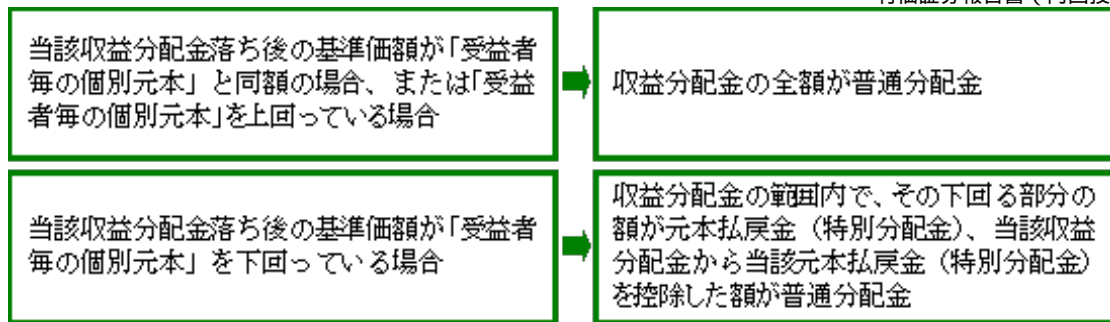 当該収益分配金落ち後の基準価額が「受益者
毎の個別元本」と同額の場合、または「受益
者毎の個別元本」を上回っている場合
収益分配金の全額が普通分配金
当該収益分配金落ち後の基準価額が「受益者
毎の個別元本」を下回っている場合
収益分配金の範囲内で、その下回る部分の
額が元本払戻金（特別分配金）、当該収益
分配金から当該元本払戻金（特別分配金）
を控除した額が普通分配金